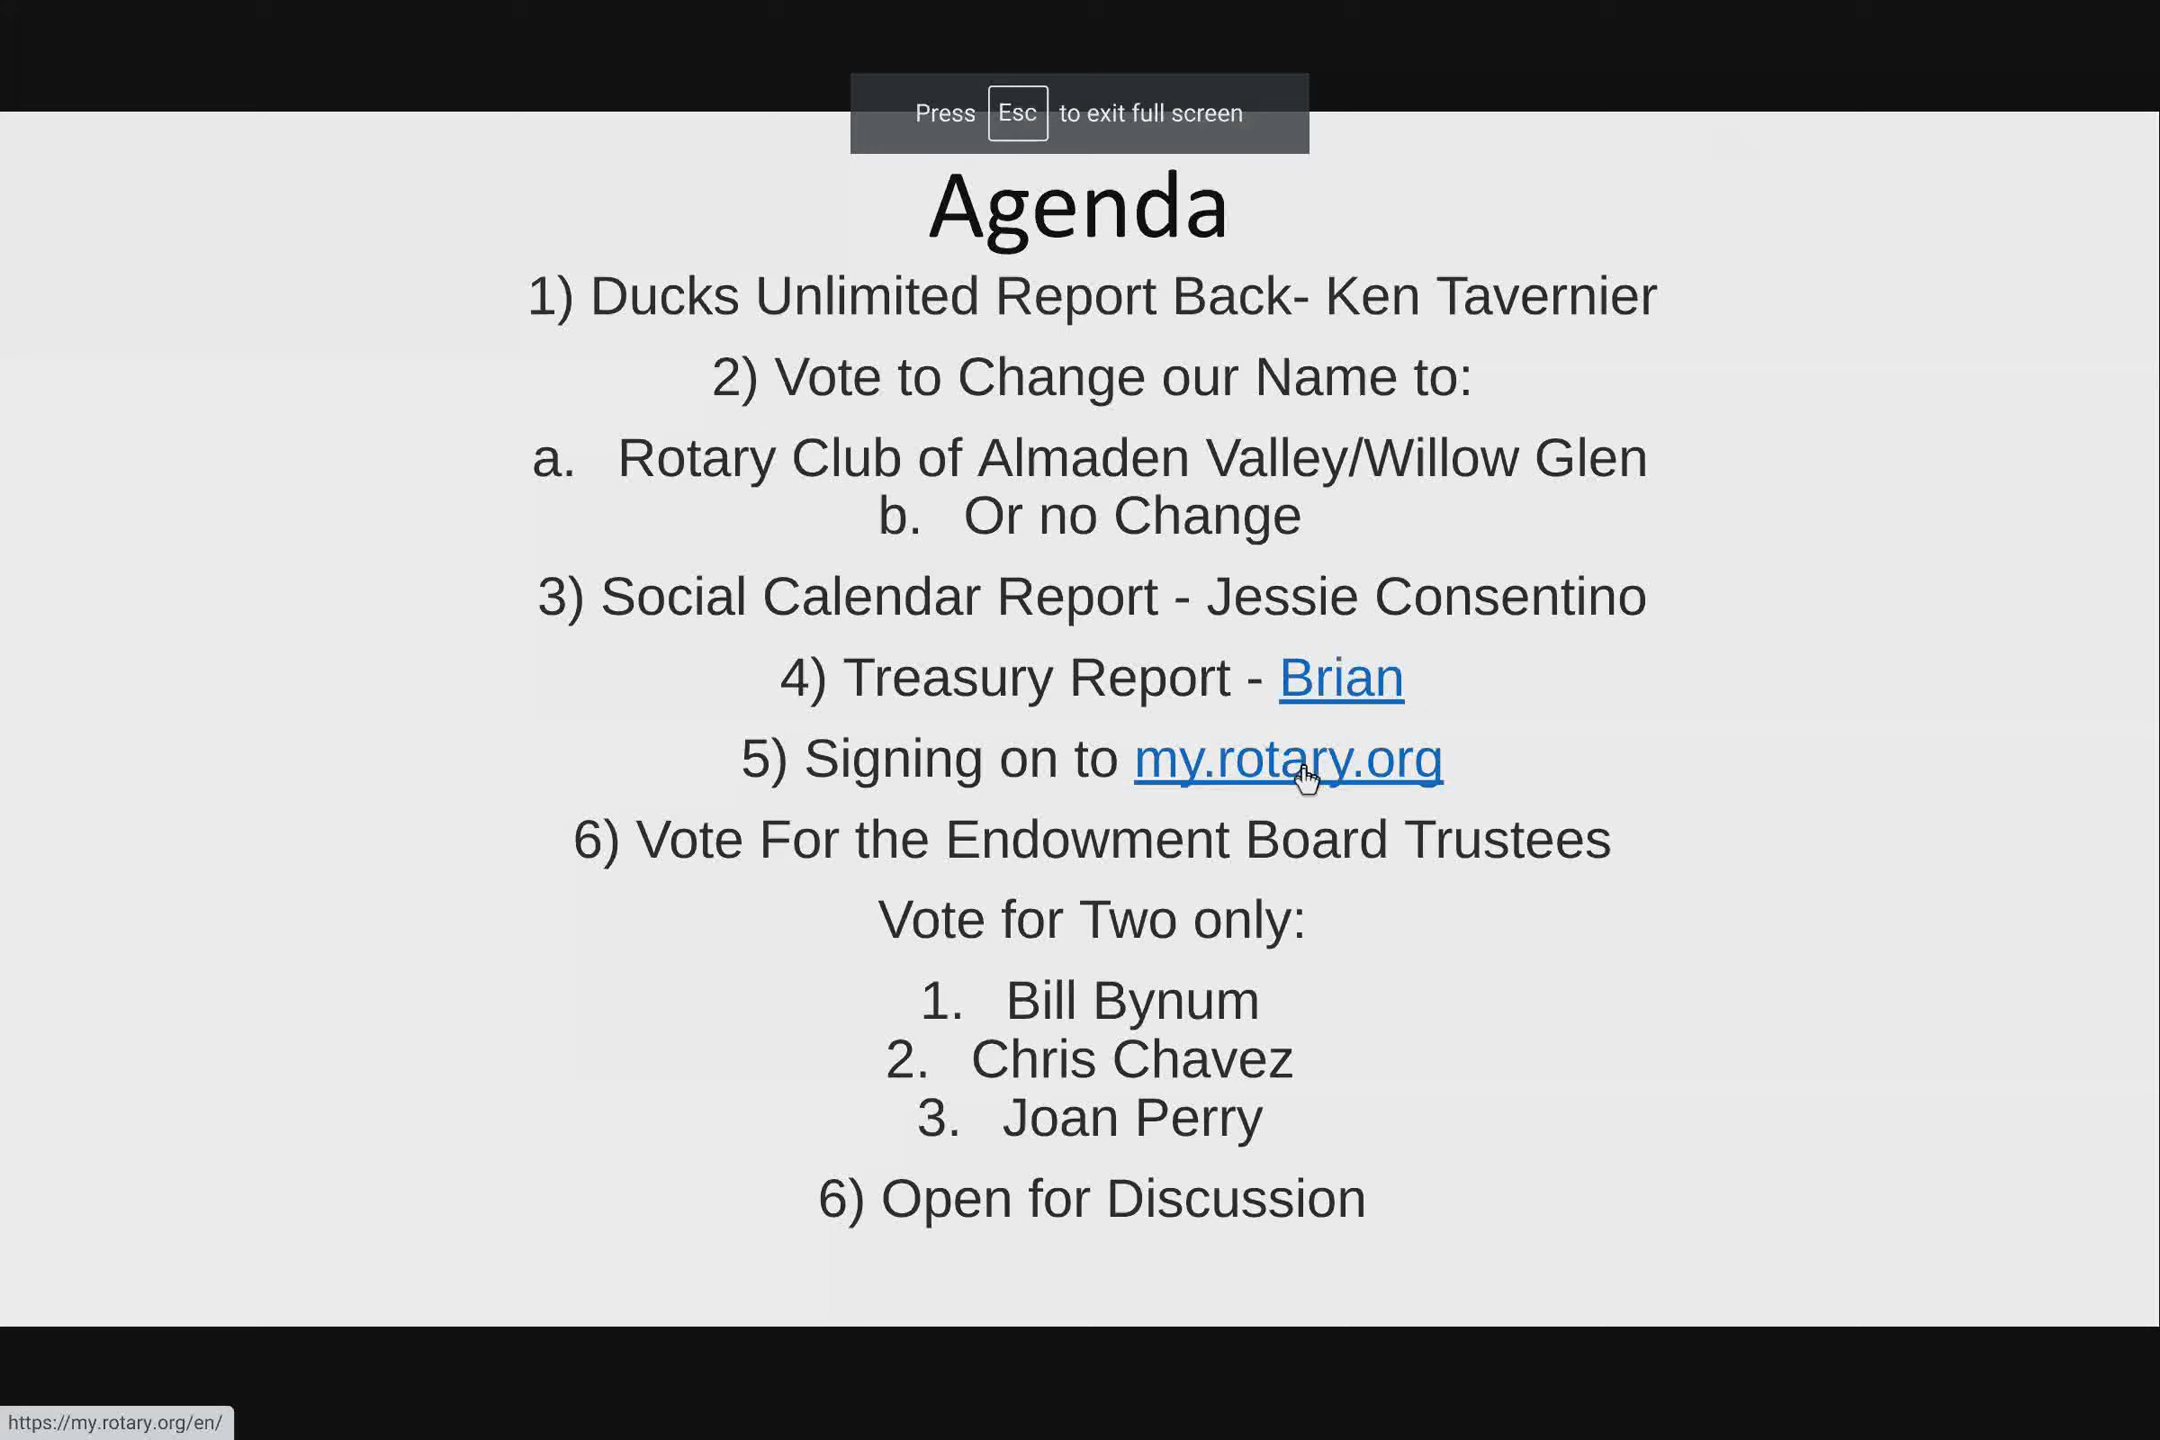 Press Esc to exit full screen
Agenda
1) Ducks Unlimited Report Back- Ken Tavernier
2) Vote to Change our Name to:
a. Rotary Club of Almaden Valley/Willow Glen
b. Or no Change
3) Social Calendar Report - Jessie Consentino
4) Treasury Report - Brian
5) Signing on to my.rotary.org
6) Vote For the Endowment Board Trustees
Vote for Two only:
1. Bill Bynum
2. Chris Chavez
3. Joan Perry
6) Open for Discussion
https://my.rotary.org/en/